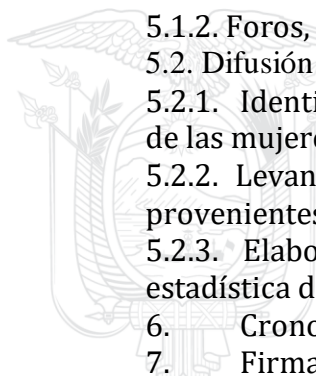 5.1.2. Foros,
5.2. Difusión
5.2.1. Identi
de las mujere
5.2.2. Levan
provenientes
5.2.3. Elabo
estadística d
6. Crono
7. Firma